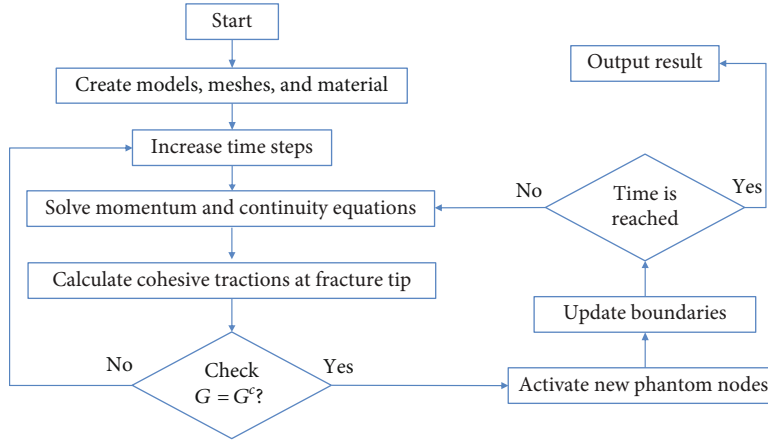 Start
Create models, meshes, and material
Increase time steps
Solve momentum and continuity equations
Calculate cohesive tractions at fracture tip
Check
G = Gᶜ?
No
Yes
Activate new phantom nodes
Update boundaries
Time is
reached
No
Yes
Output result